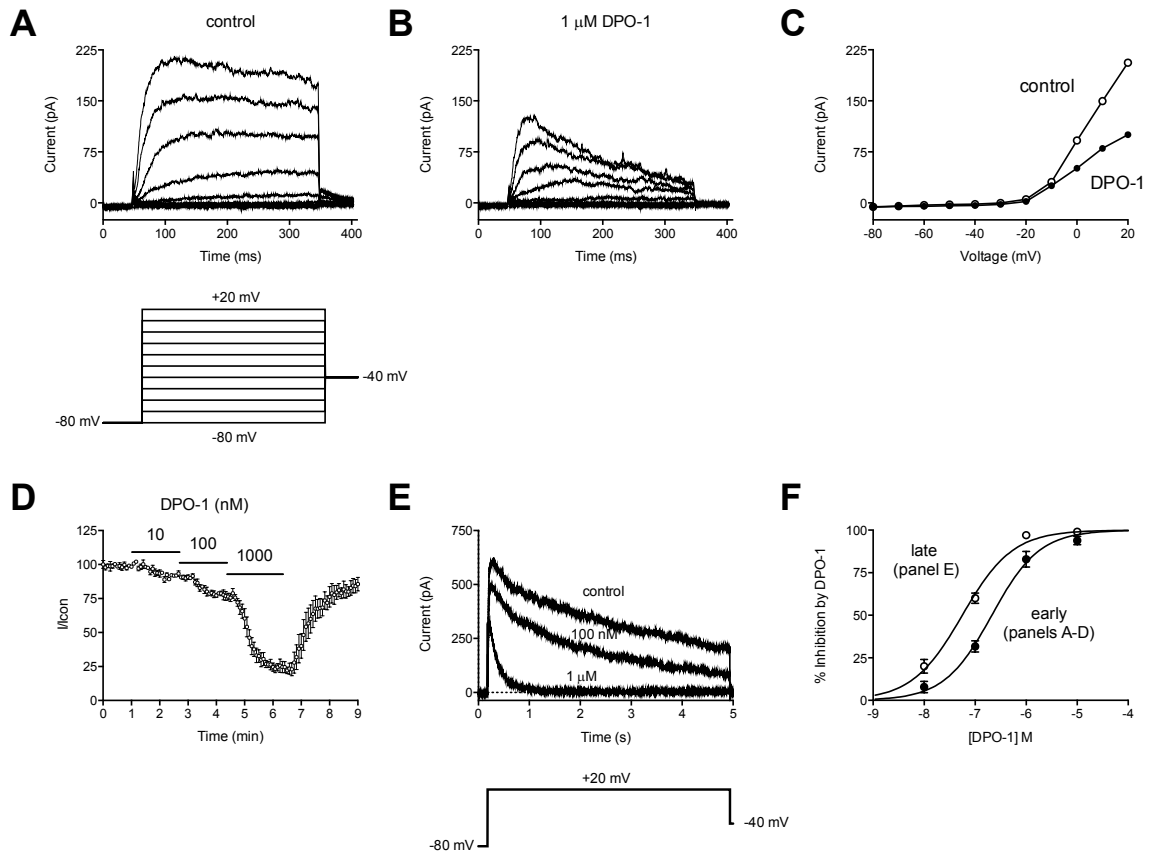 A
control
225
150
75
0
Current (pA)
0
100
200
300
400
Time (ms)
+20 mV
-40 mV
-80 mV
-80 mV
B
1 µM DPO-1
225
150
75
0
Current (pA)
0
100
200
300
400
Time (ms)
C
225
150
75
0
Current (pA)
control
DPO-1
-80
-60
-40
-20
0
20
Voltage (mV)
D
DPO-1 (nM)
10
100
1000
125
100
75
50
25
0
I/Icon
0
1
2
3
4
5
6
7
8
9
Time (min)
E
750
500
250
0
Current (pA)
control
100 nM
1 µM
0
1
2
3
4
5
Time (s)
+20 mV
-40 mV
-80 mV
F
100
75
50
25
0
% Inhibition by DPO-1
late
(panel E)
early
(panels A-D)
-9
-8
-7
-6
-5
-4
[DPO-1] M